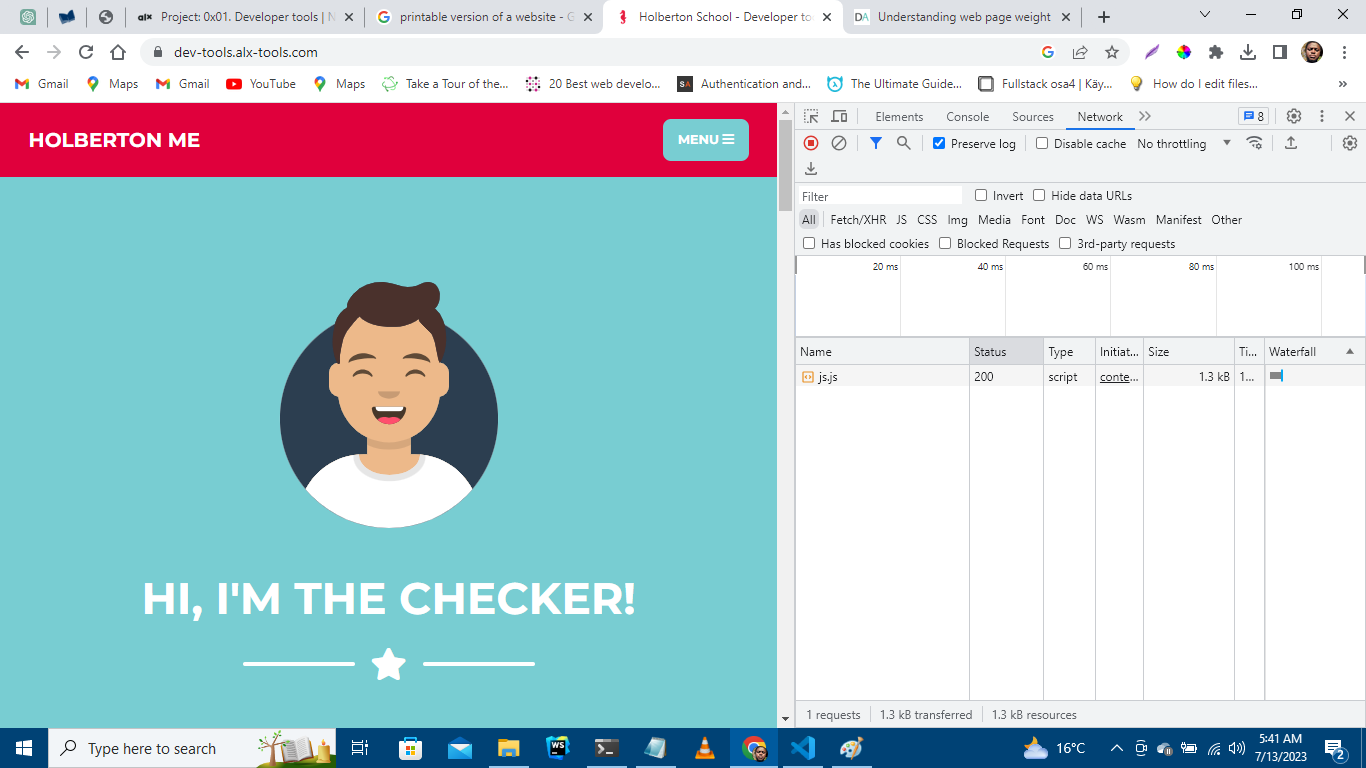 alx Project: 0x01. Developer tools | N
printable version of a website - G
Holberton School - Developer to
DA Understanding web page weight
dev-tools.alx-tools.com
Gmail Maps Gmail YouTube Maps Take a Tour of the... 20 Best web develo... SA Authentication and... The Ultimate Guide... Fullstack osa4 | Käy... How do I edit files... »
HOLBERTON ME
MENU
HI, I'M THE CHECKER!
Elements Console Sources Network 8
Preserve log Disable cache No throttling
Filter Invert Hide data URLs
All Fetch/XHR JS CSS Img Media Font Doc WS Wasm Manifest Other
Has blocked cookies Blocked Requests 3rd-party requests
20 ms 40 ms 60 ms 80 ms 100 ms
Name Status Type Initiat... Size Ti... Waterfall
js.js 200 script conte... 1.3 kB 1...
1 requests 1.3 kB transferred 1.3 kB resources
Type here to search
WS
16°C
5:41 AM
7/13/2023
2